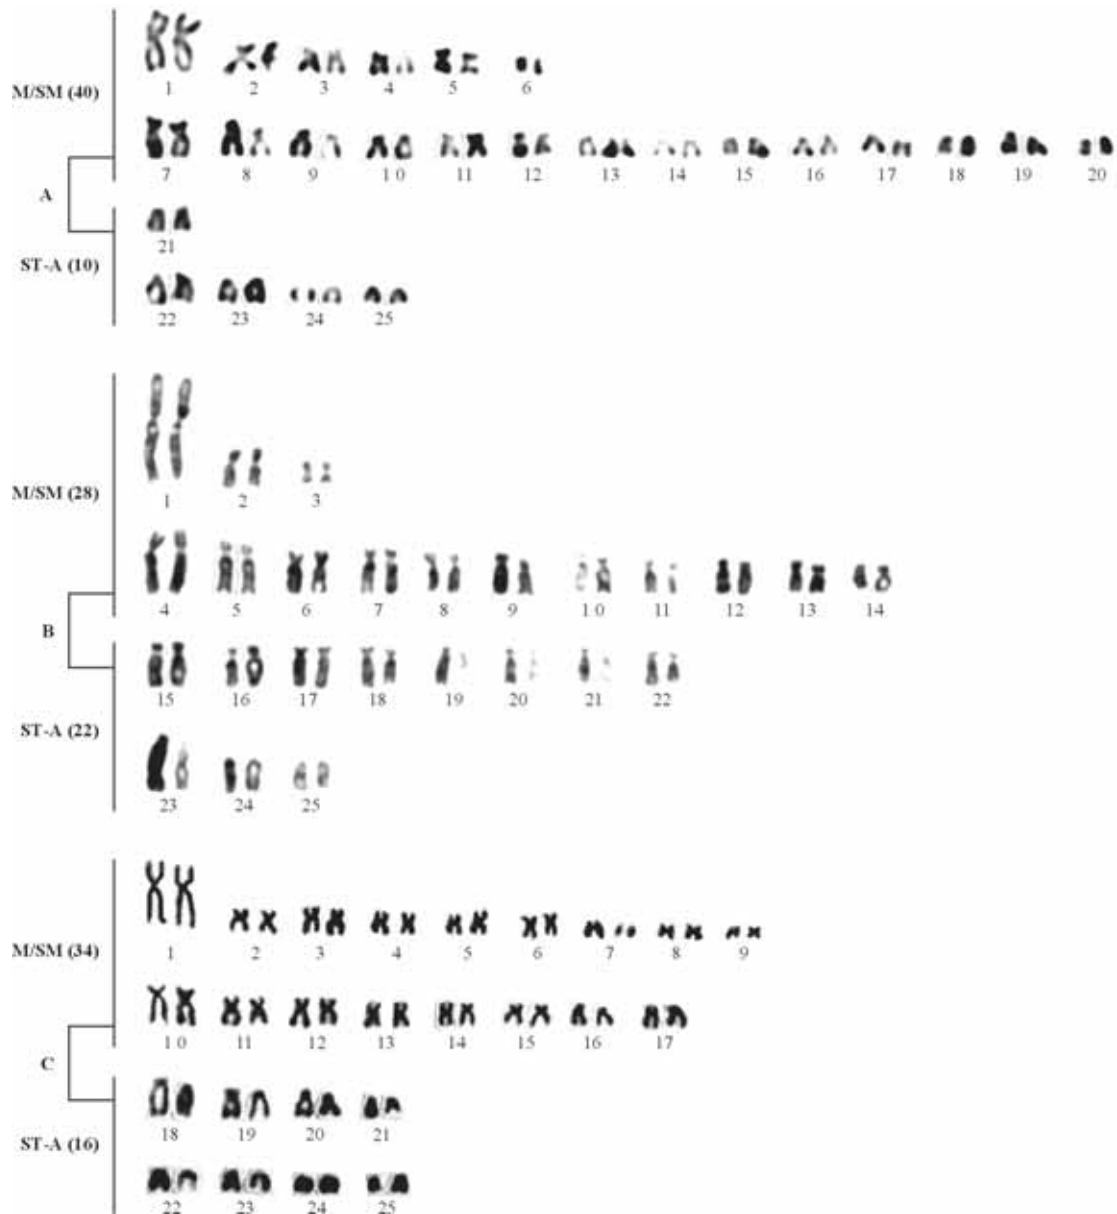 1 2 3 4 5 6
M/SM (40)
7 8 9 10 11 12 13 14 15 16 17 18 19 20
A
21
ST-A (10)
22 23 24 25
1 2 3
M/SM (28)
4 5 6 7 8 9 10 11 12 13 14
B
15 16 17 18 19 20 21 22
ST-A (22)
23 24 25
1 2 3 4 5 6 7 8 9
M/SM (34)
10 11 12 13 14 15 16 17
C
18 19 20 21
ST-A (16)
22 23 24 25